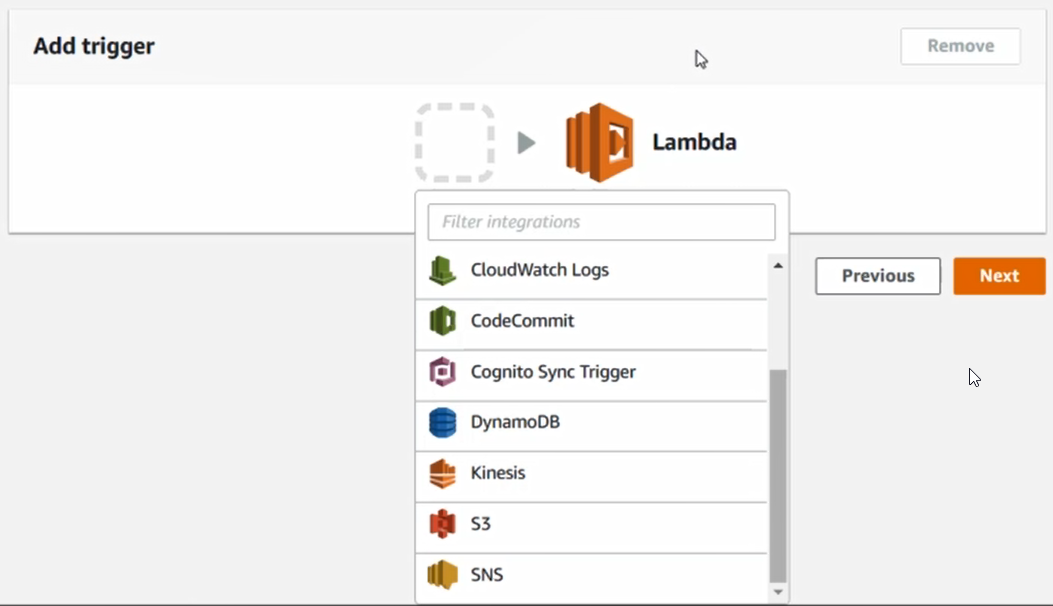 Add trigger
Remove
Lambda
Filter integrations
CloudWatch Logs
Previous
Next
CodeCommit
Cognito Sync Trigger
DynamoDB
Kinesis
S3
SNS